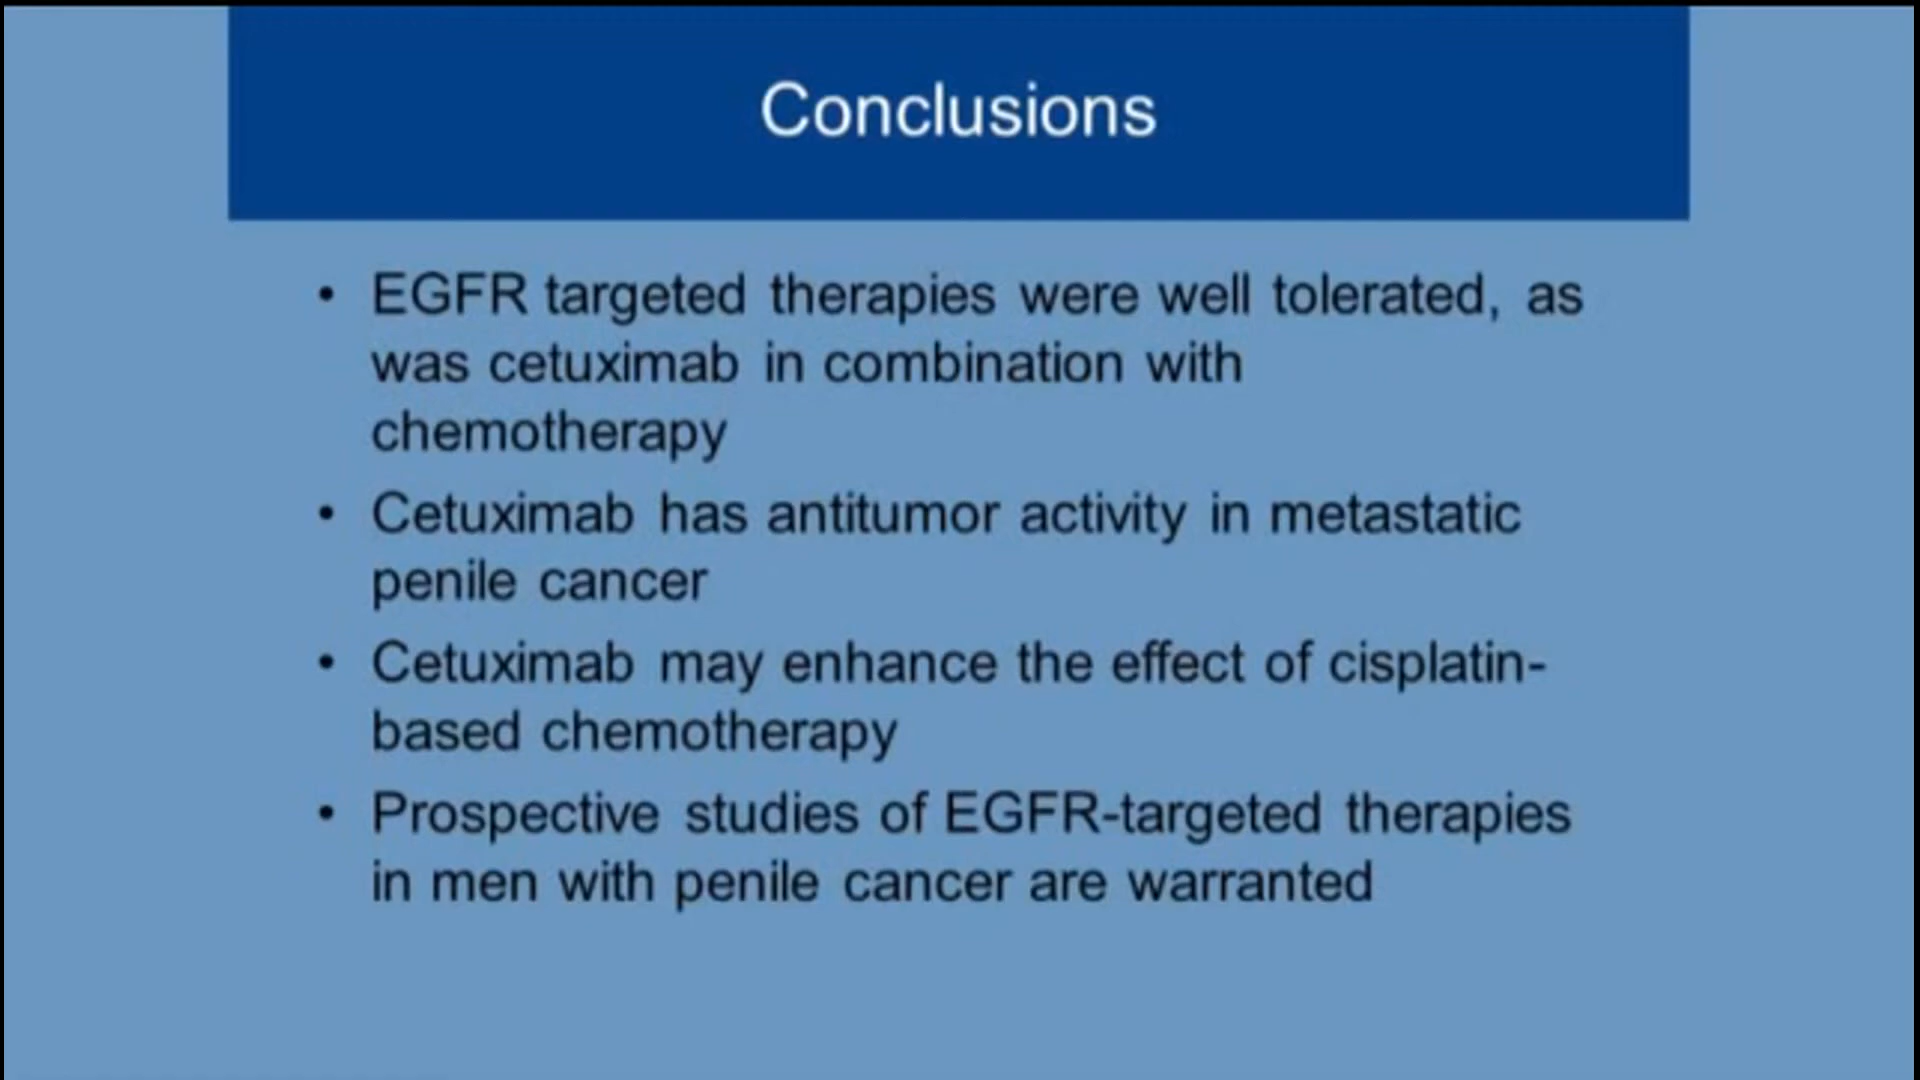 Conclusions
• EGFR targeted therapies were well tolerated, as
was cetuximab in combination with
chemotherapy
• Cetuximab has antitumor activity in metastatic
penile cancer
• Cetuximab may enhance the effect of cisplatin-
based chemotherapy
• Prospective studies of EGFR-targeted therapies
in men with penile cancer are warranted